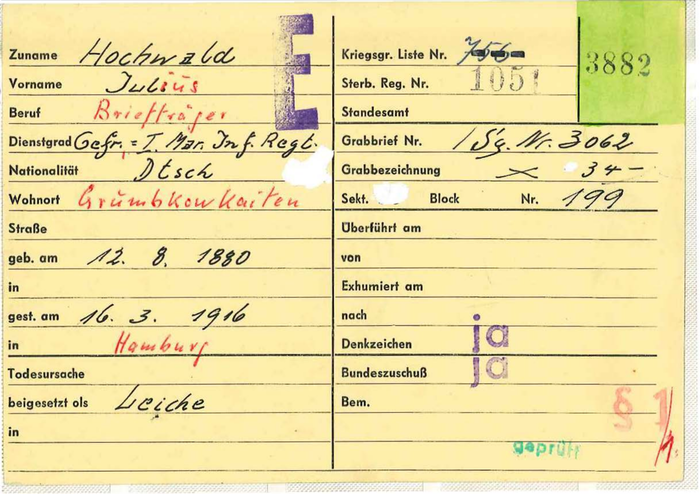 E
Zuname Hochwald
Vorname Julius
Beruf Briefträger
Dienstgrad Gefr. = I. Mar. Inf. Regt.
Nationalität Dtsch
Wohnort Grumbkowkaiten
Straße
geb. am 12. 8. 1880
in
gest. am 16. 3. 1916
in Hamburg
Todesursache
beigesetzt als Leiche
in
Kriegsgr. Liste Nr. 756
Sterb. Reg. Nr. 1051
3882
Standesamt
Grabbrief Nr. Sg. Nr. 3062
Grabbezeichnung × 34-
Sekt. Block Nr. 199
Überführt am
von
Exhumiert am
nach
Denkzeichen ja
Bundeszuschuß ja
Bem.
§ 1
geprüft